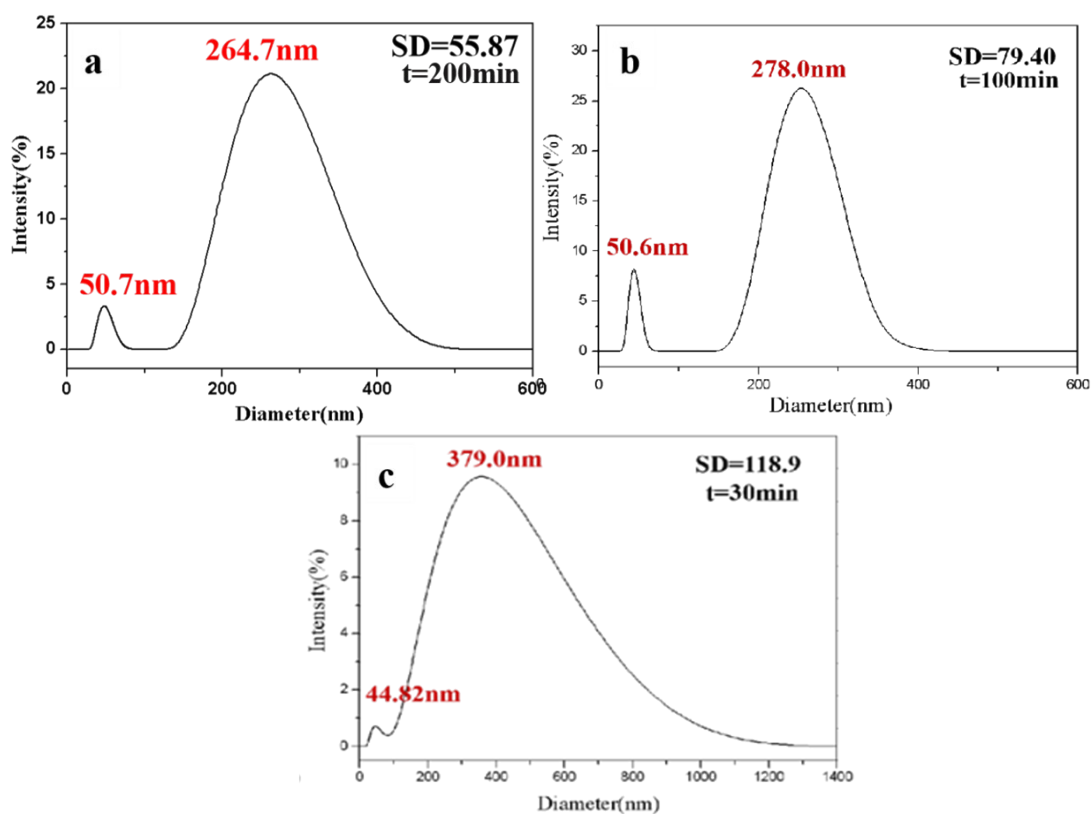 a
264.7nm
SD=55.87
t=200min
50.7nm
Intensity(%)
25
20
15
10
5
0
0 200 400 600
Diameter(nm)
b
278.0nm
SD=79.40
t=100min
50.6nm
Intensity(%)
30
25
20
15
10
5
0
0 200 400 600
Diameter(nm)
c
379.0nm
SD=118.9
t=30min
44.82nm
Intensity(%)
10
8
6
4
2
0
0 200 400 600 800 1000 1200 1400
Diameter(nm)